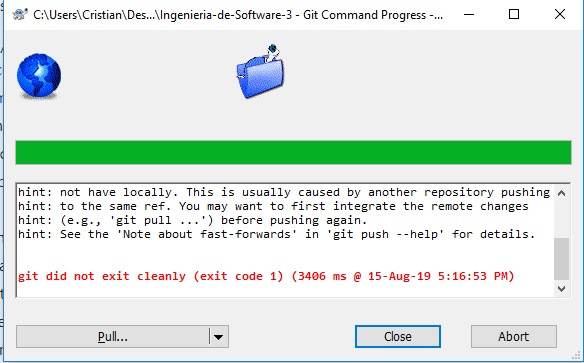 C:\Users\Cristian\Des...\Ingenieria-de-Software-3 - Git Command Progress -...
hint: not have locally. This is usually caused by another repository pushing
hint: to the same ref. You may want to first integrate the remote changes
hint: (e.g., 'git pull ...') before pushing again.
hint: See the 'Note about fast-forwards' in 'git push --help' for details.
git did not exit cleanly (exit code 1) (3406 ms @ 15-Aug-19 5:16:53 PM)
Pull... Close Abort